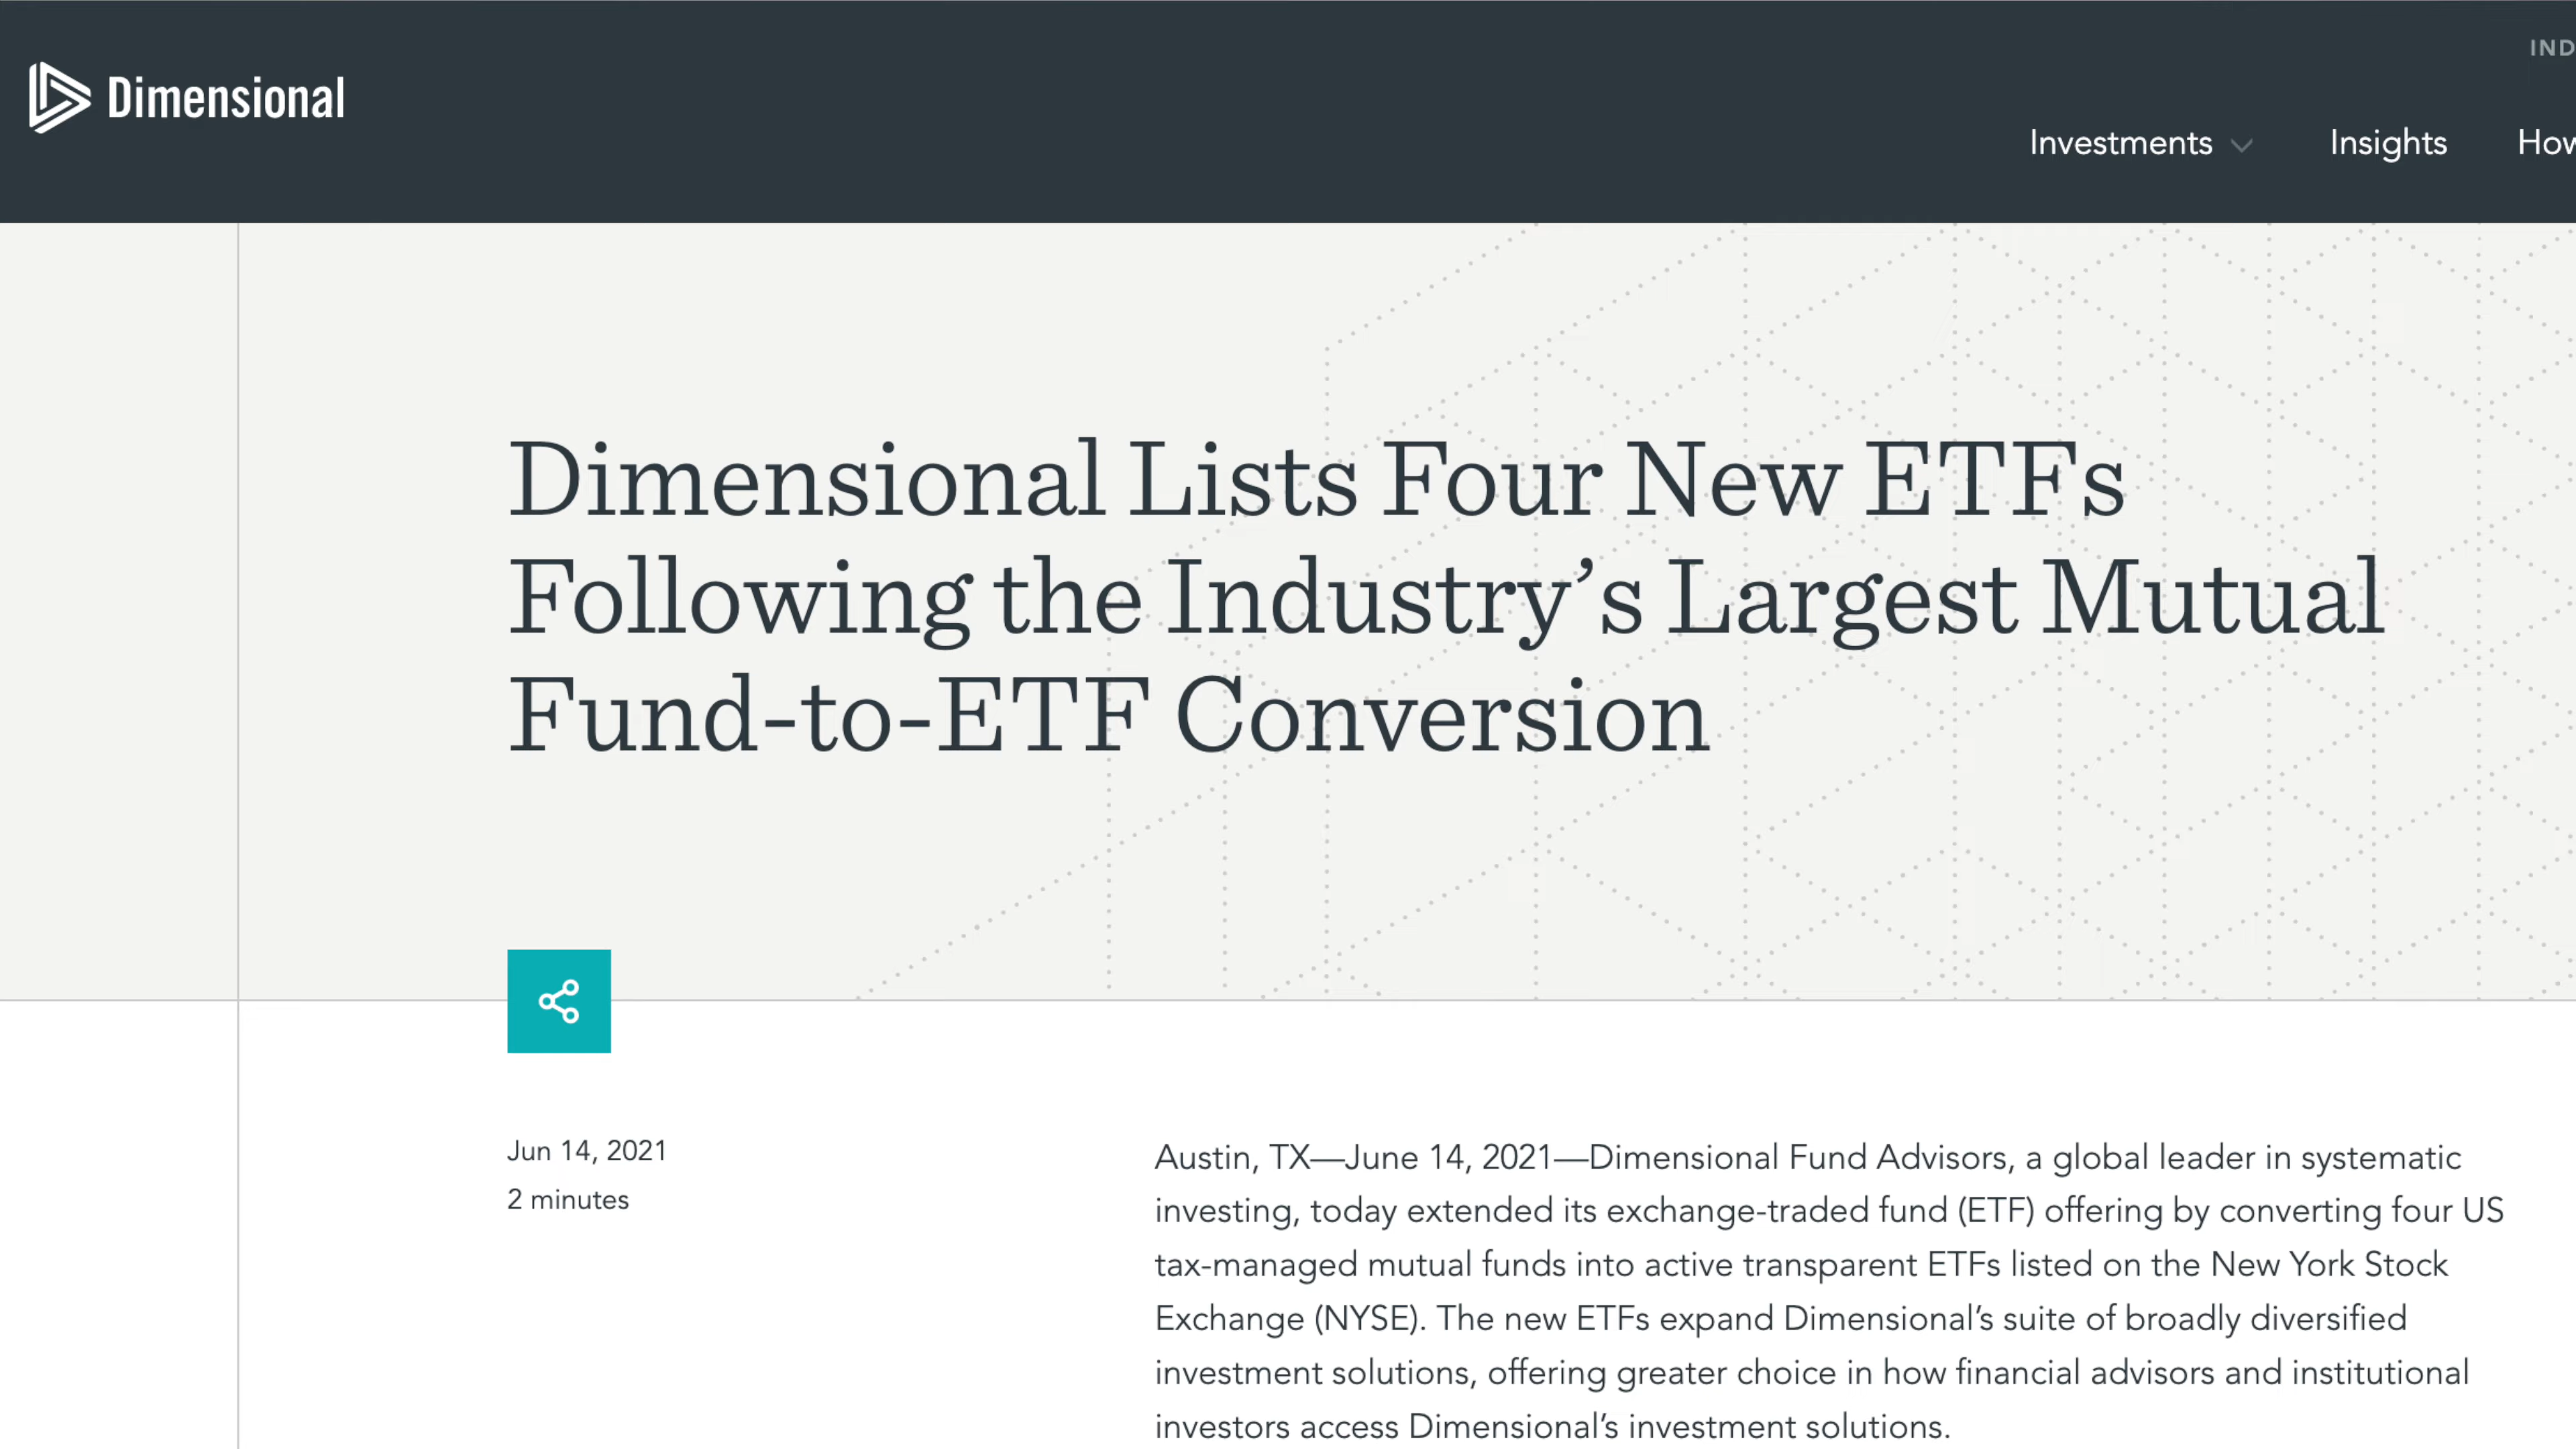 IND
Dimensional
Investments
Insights
How
Dimensional Lists Four New ETFs
Following the Industry’s Largest Mutual
Fund-to-ETF Conversion
Jun 14, 2021
2 minutes
Austin, TX—June 14, 2021—Dimensional Fund Advisors, a global leader in systematic
investing, today extended its exchange-traded fund (ETF) offering by converting four US
tax-managed mutual funds into active transparent ETFs listed on the New York Stock
Exchange (NYSE). The new ETFs expand Dimensional’s suite of broadly diversified
investment solutions, offering greater choice in how financial advisors and institutional
investors access Dimensional’s investment solutions.